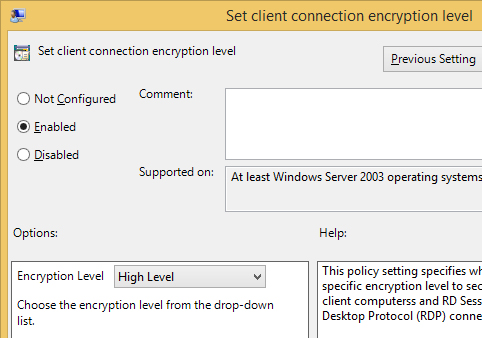 Set client connection encryption level
Set client connection encryption level
Previous Setting
Not Configured
Enabled
Disabled
Comment:
Supported on:
At least Windows Server 2003 operating systems
Options:
Help:
Encryption Level
High Level
Choose the encryption level from the drop-down
list.
This policy setting specifies wh
specific encryption level to sec
client computerss and RD Sess
Desktop Protocol (RDP) conne